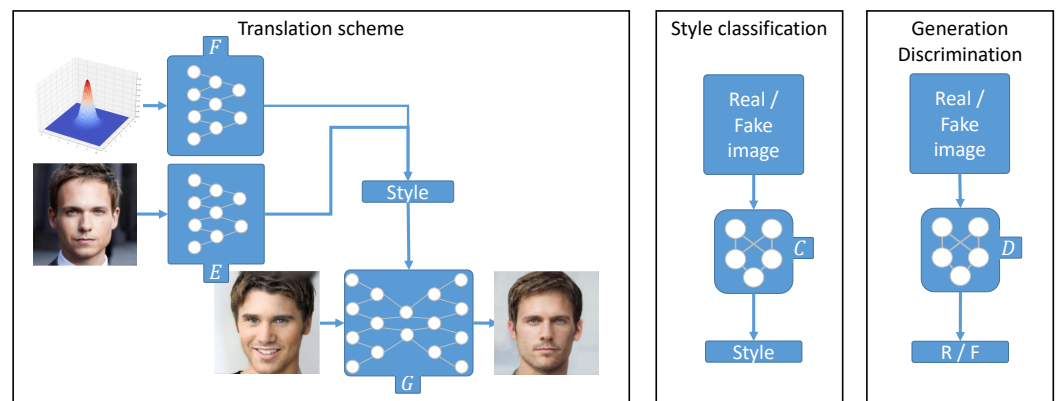 Translation scheme
F
E
Style
G
Style classification
Real /
Fake
image
C
Style
Generation
Discrimination
Real /
Fake
image
D
R / F